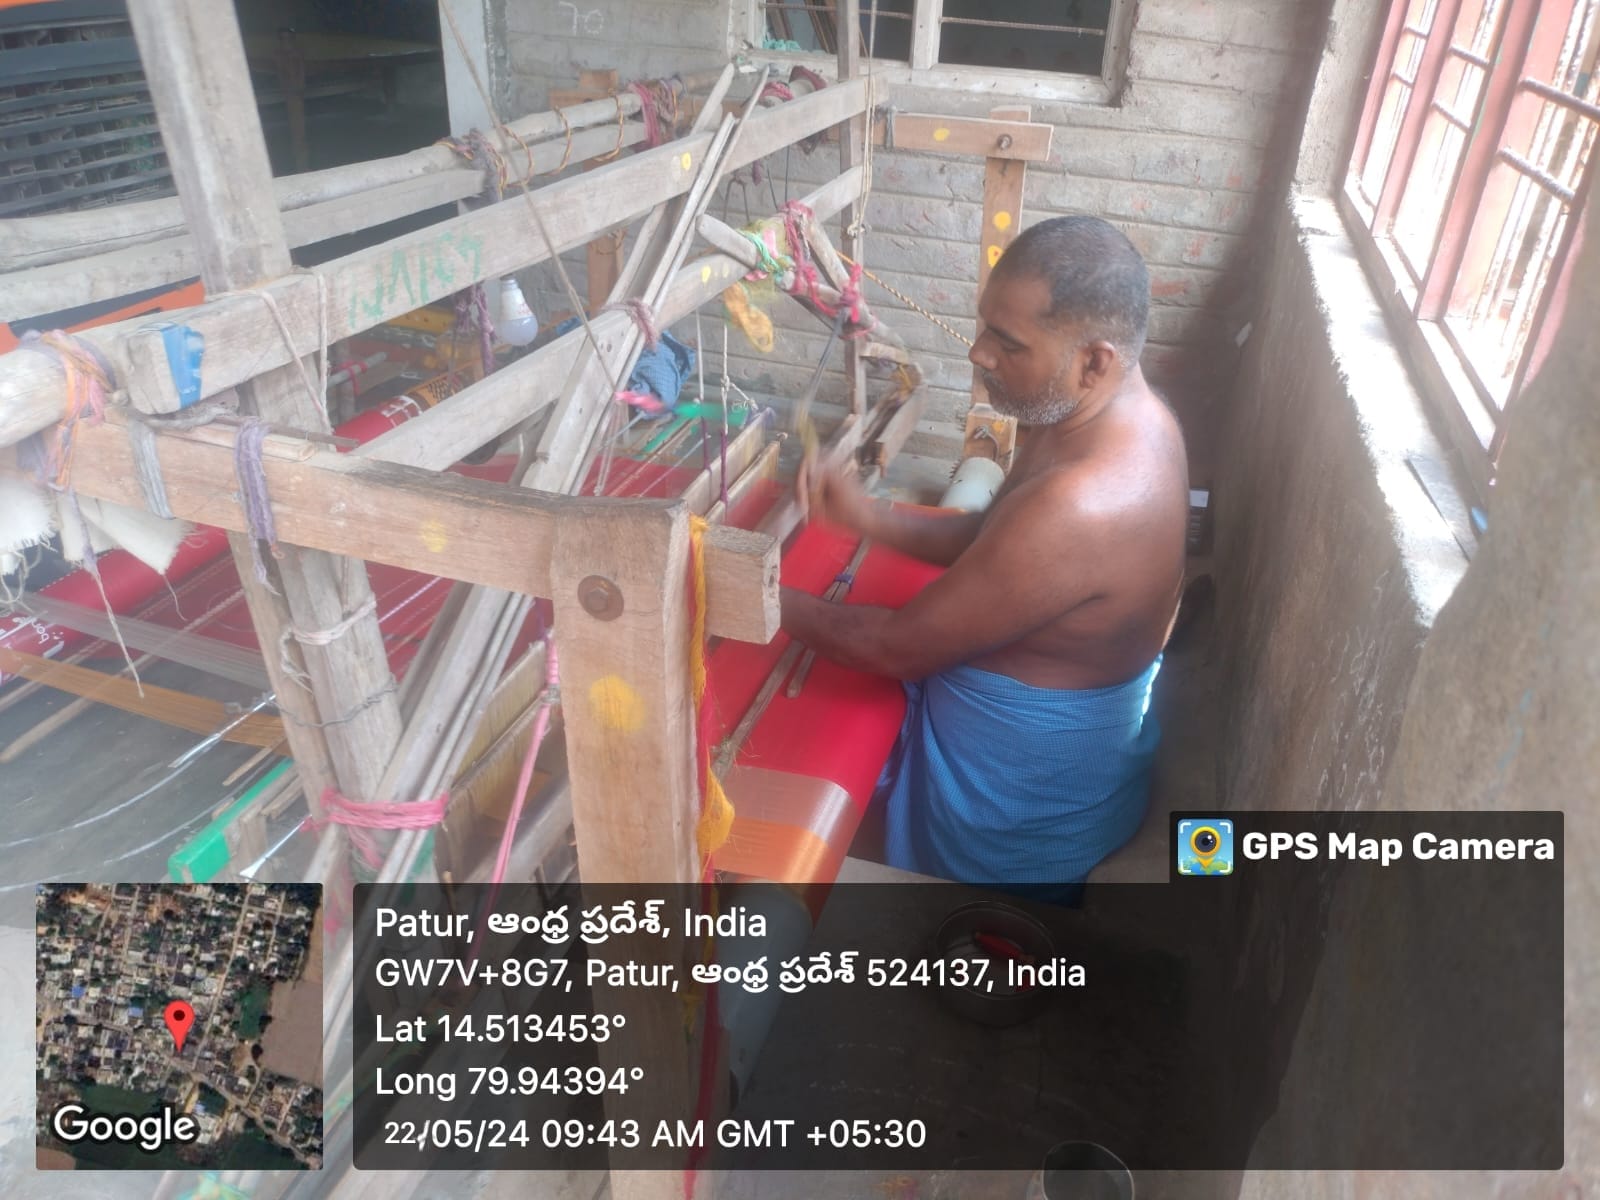 GPS Map Camera
Patur, ఆంధ్ర ప్రదేశ్, India
GW7V+8G7, Patur, ఆంధ్ర ప్రదేశ్ 524137, India
Lat 14.513453°
Long 79.94394°
22/05/24 09:43 AM GMT +05:30
Google